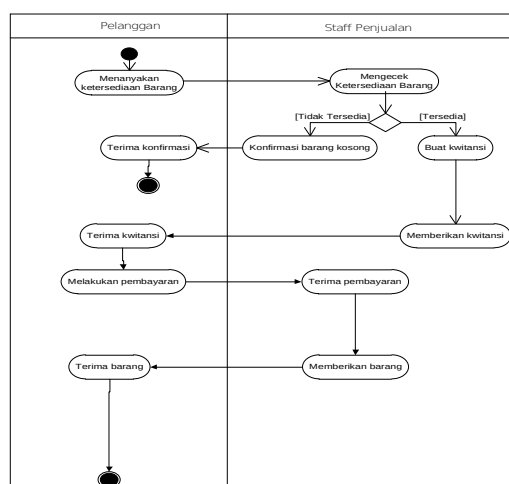 Pelanggan
Staff Penjualan
Menanyakan
ketersediaan Barang
Mengecek
Ketersediaan Barang
[Tidak Tersedia]
[Tersedia]
Terima konfirmasi
Konfirmasi barang kosong
Buat kwitansi
Terima kwitansi
Memberikan kwitansi
Melakukan pembayaran
Terima pembayaran
Terima barang
Memberikan barang